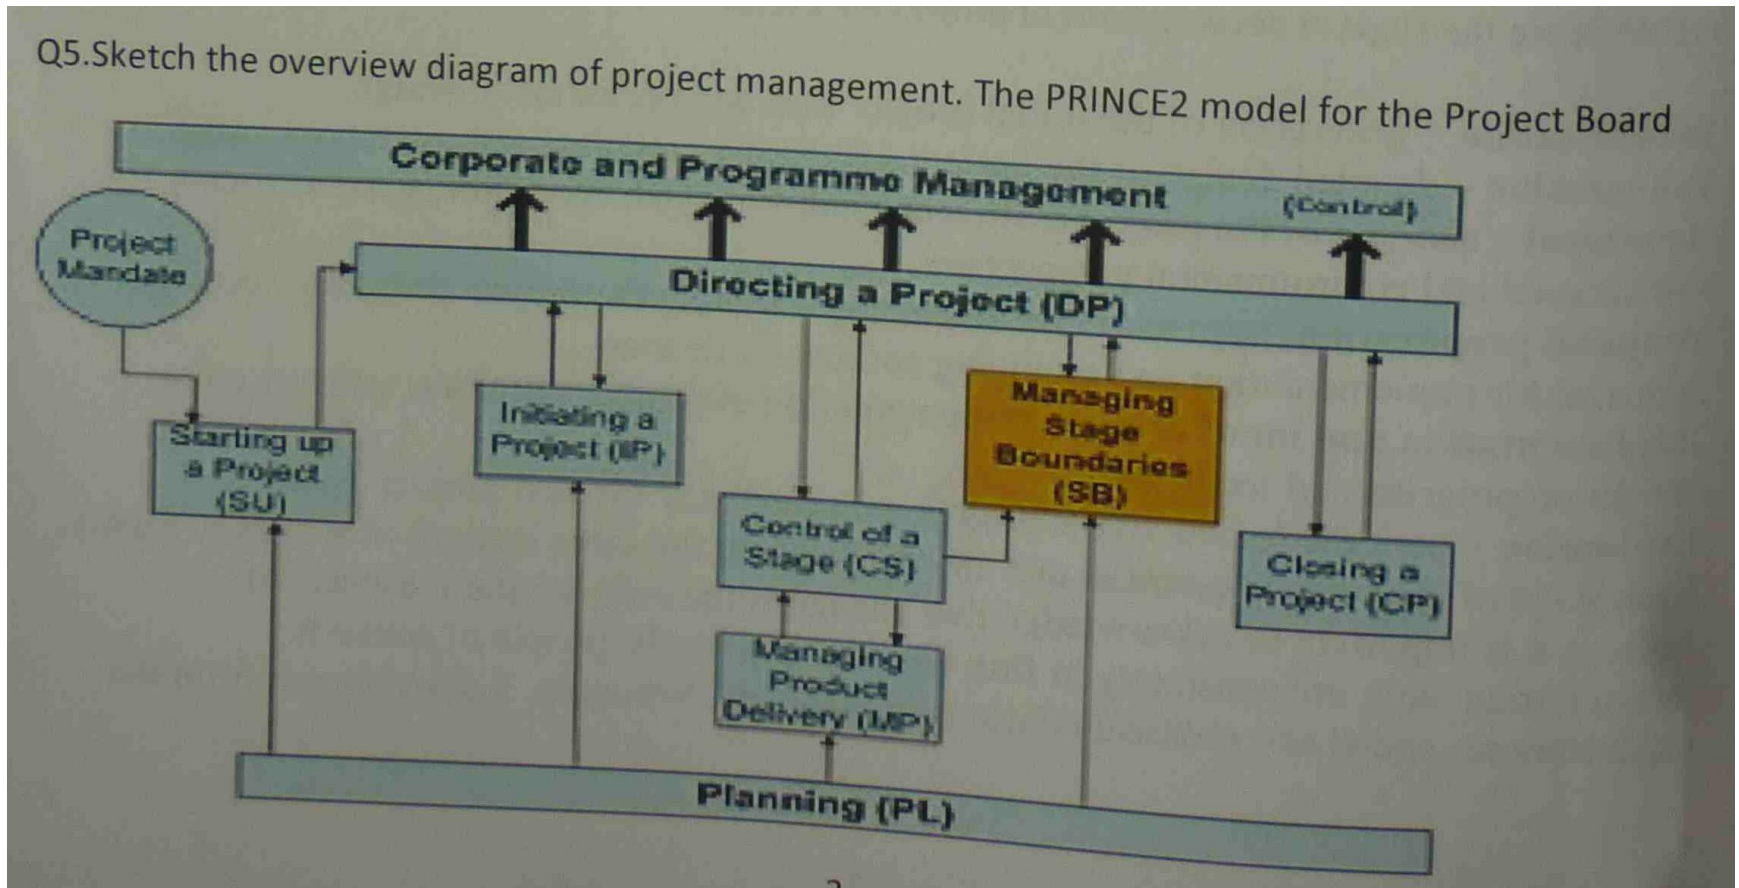 Q5.Sketch the overview diagram of project management. The PRINCE2 model for the Project Board
Corporate and Programme Management
(Control)
Project
Mandate
Directing a Project (DP)
Starting up
a Project
(SU)
Initiating a
Project (IP)
Managing
Stage
Boundaries
(SB)
Control of a
Stage (CS)
Closing a
Project (CP)
Managing
Product
Delivery (MP)
Planning (PL)